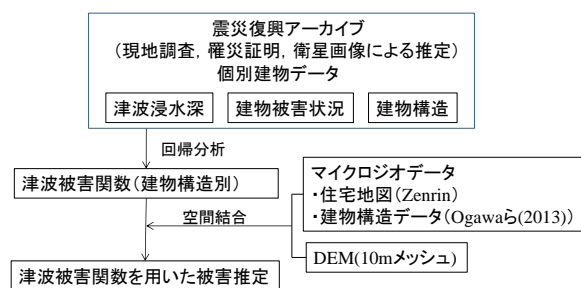 震災復興アーカイブ
(現地調査，罹災証明，衛星画像による推定)
個別建物データ
津波浸水深
建物被害状況
建物構造
回帰分析
津波被害関数(建物構造別)
マイクロジオデータ
・住宅地図(Zenrin)
・建物構造データ(Ogawaら(2013))
空間結合
DEM(10mメッシュ)
津波被害関数を用いた被害推定